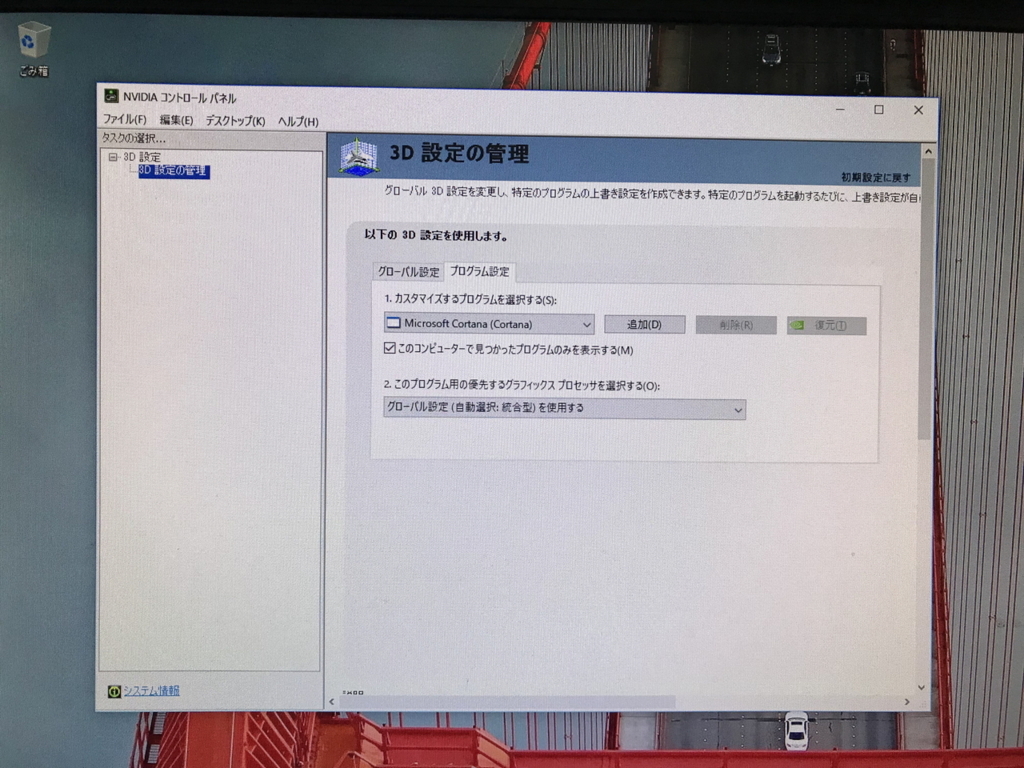 ごみ箱
NVIDIA コントロール パネル
ファイル(F) 編集(E) デスクトップ(K) ヘルプ(H)
タスクの選択...
3D 設定
3D 設定の管理
3D 設定の管理
初期設定に戻す
グローバル 3D 設定を変更し、特定のプログラムの上書き設定を作成できます。特定のプログラムを起動するたびに、上書き設定が自
以下の 3D 設定を使用します。
グローバル設定 プログラム設定
1. カスタマイズするプログラムを選択する(S):
Microsoft Cortana (Cortana) 追加(D) 削除(R) 復元(T)
このコンピューターで見つかったプログラムのみを表示する(M)
2. このプログラム用の優先するグラフィックス プロセッサを選択する(O):
グローバル設定 (自動選択: 統合型) を使用する
システム情報